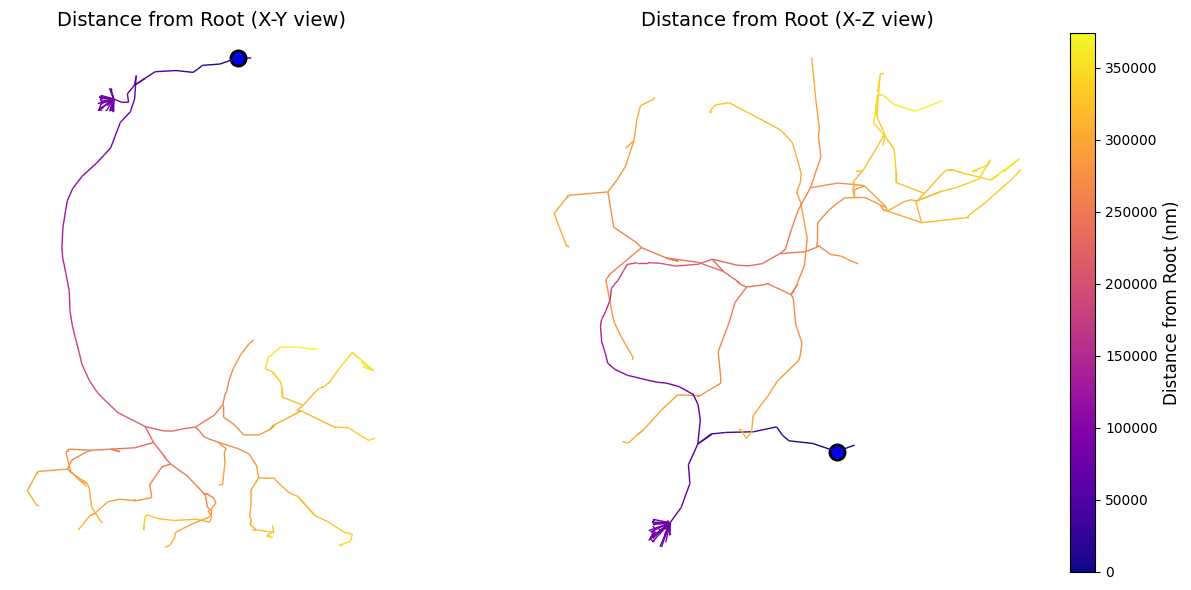 Distance from Root (X-Y view)
Distance from Root (X-Z view)
350000
300000
250000
200000
150000
100000
50000
0
Distance from Root (nm)